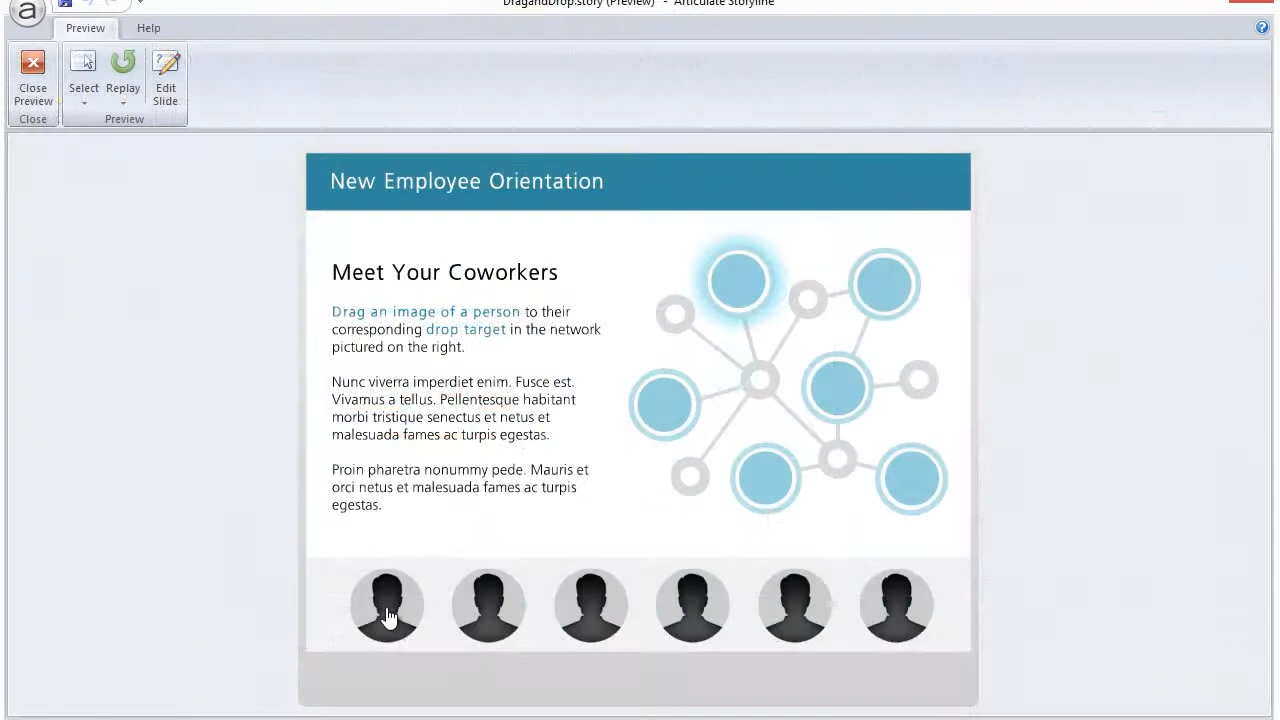 DragandDrop.story (Preview) - Articulate Storyline
a
Preview Help
Close Preview
Select
Replay
Edit Slide
Close
Preview
New Employee Orientation
Meet Your Coworkers
Drag an image of a person to their
corresponding drop target in the network
pictured on the right.
Nunc viverra imperdiet enim. Fusce est.
Vivamus a tellus. Pellentesque habitant
morbi tristique senectus et netus et
malesuada fames ac turpis egestas.
Proin pharetra nonummy pede. Mauris et
orci netus et malesuada fames ac turpis
egestas.